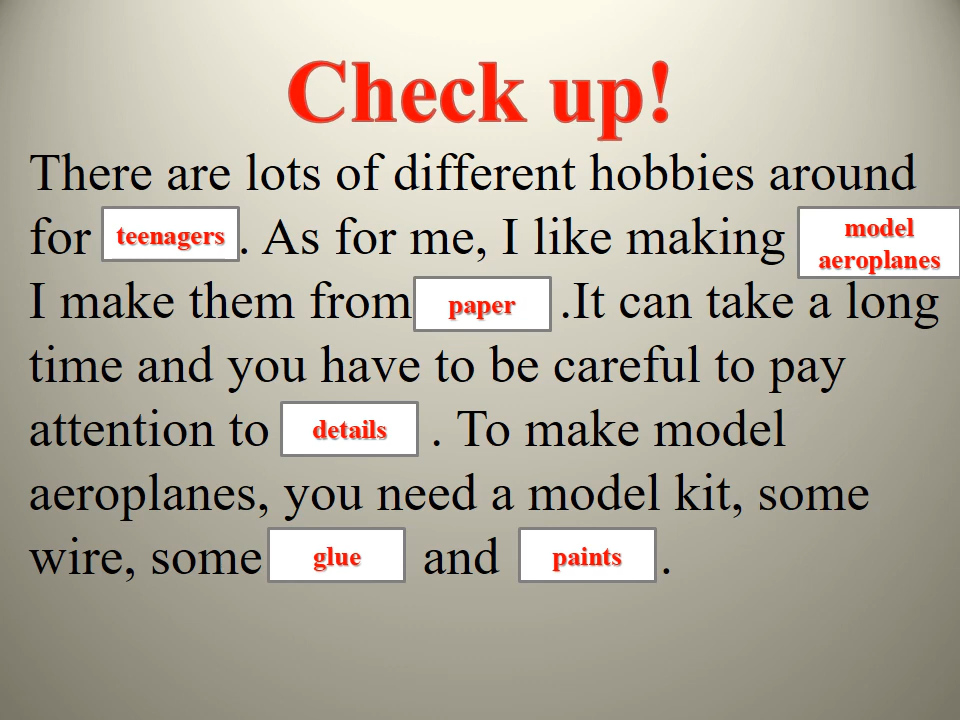 Check up!
There are lots of different hobbies around
for teenagers. As for me, I like making model aeroplanes
I make them from paper .It can take a long
time and you have to be careful to pay
attention to details . To make model
aeroplanes, you need a model kit, some
wire, some glue and paints .